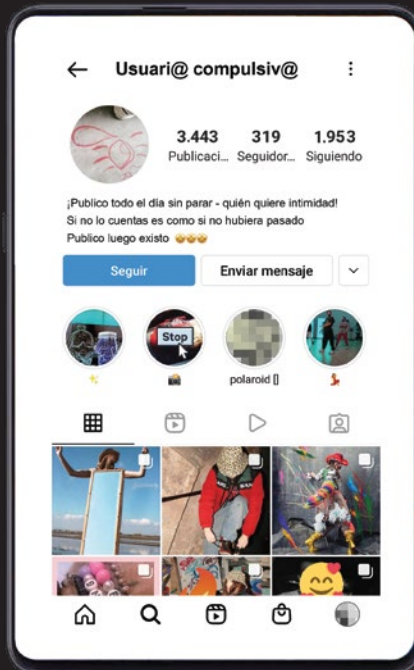 Usuari@ compulsiv@
3.443 319 1.953
Publicaci... Seguidor... Siguiendo
¡Publico todo el día sin parar - quién quiere intimidad!
Si no lo cuentas es como si no hubiera pasado
Publico luego existo 🤩🤩🤩
Seguir Enviar mensaje
Stop
polaroid []